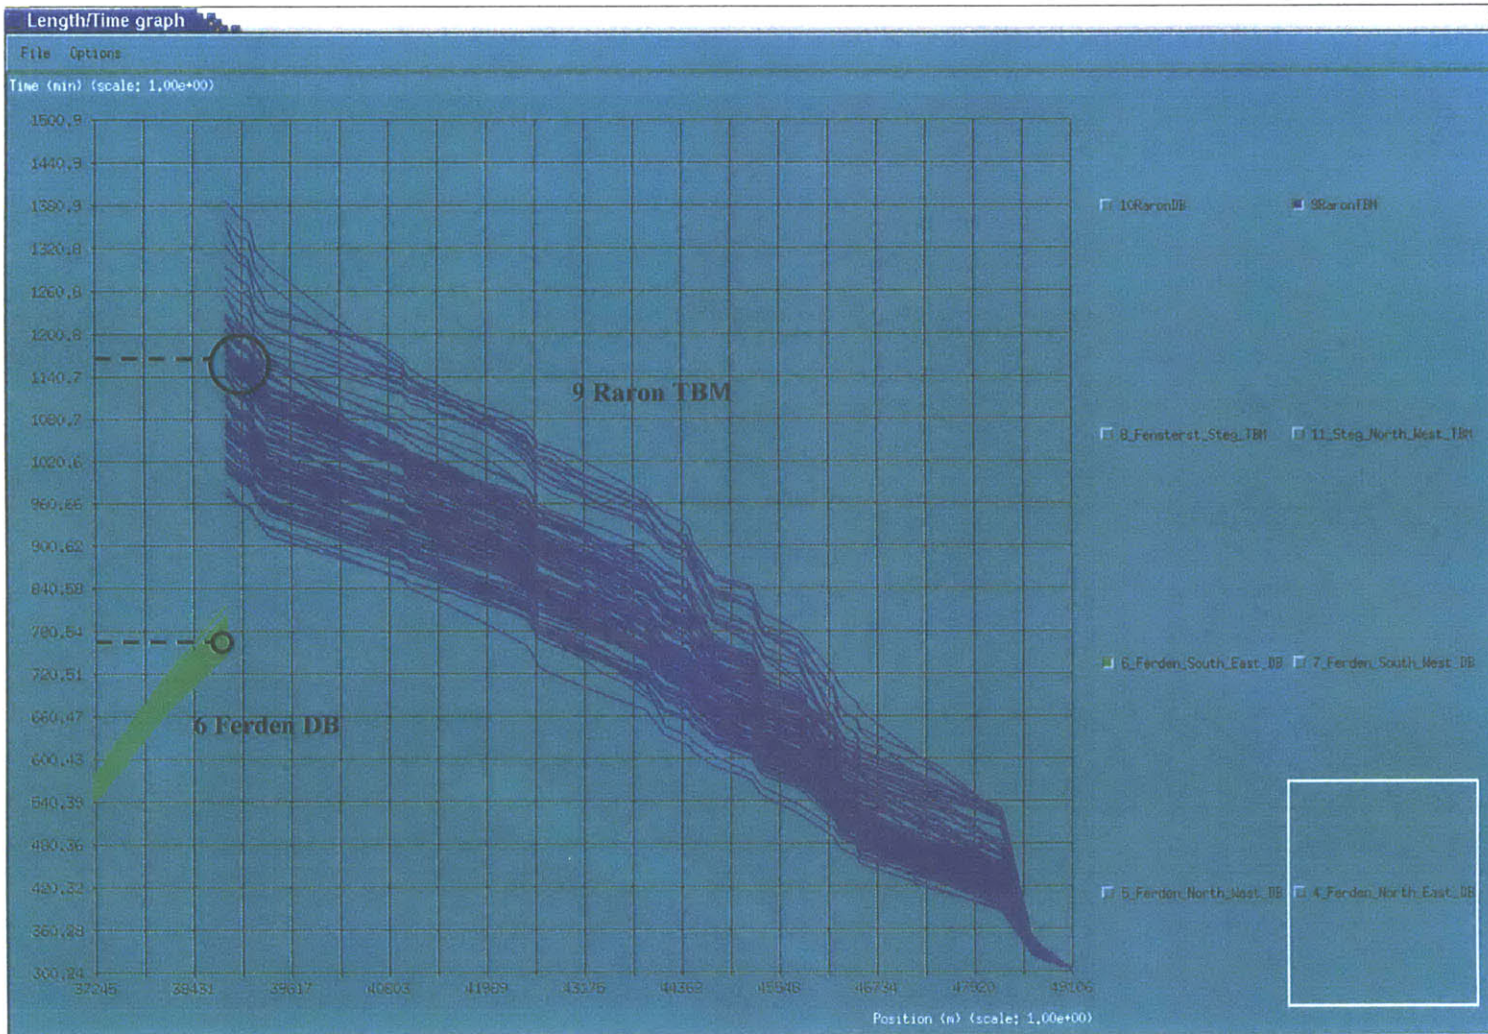 Length/Time graph
File Options
Time (min) (scale: 1.00e+00)
1500.9
1440.9
1380.9
1320.8
1260.8
1200.8
1140.7
1080.7
1020.6
960.66
900.62
840.58
780.54
720.51
660.47
600.43
540.39
480.36
420.32
360.28
300.24
37245 38431 39617 40803 41989 43175 44368 45548 46734 47920 49106
Position (m) (scale: 1.00e+00)
9 Raron TBM
6 Ferden DB
10RaronDB 9RaronTBM
8_Fensterst_Steg_TBM 11_Steg_North_West_TBM
6_Ferden_South_East_DB 7_Ferden_South_West_DB
5_Ferden_North_West_DB 4_Ferden_North_East_DB